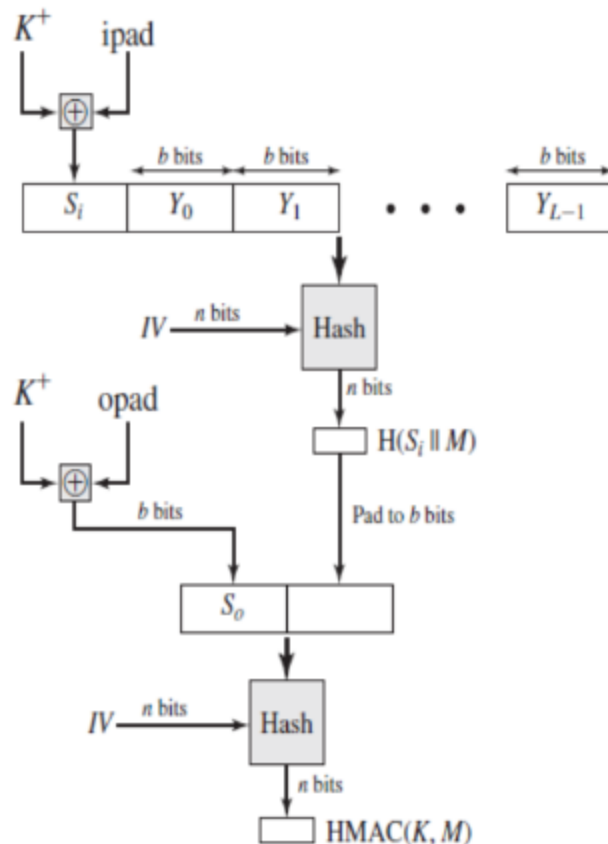 K⁺ ipad
⊕
b bits b bits b bits
Sᵢ Y₀ Y₁ • • • Y_{L−1}
IV n bits Hash
n bits
K⁺ opad
H(Sᵢ ∥ M)
⊕
b bits Pad to b bits
Sₒ
IV n bits Hash
n bits
HMAC(K, M)